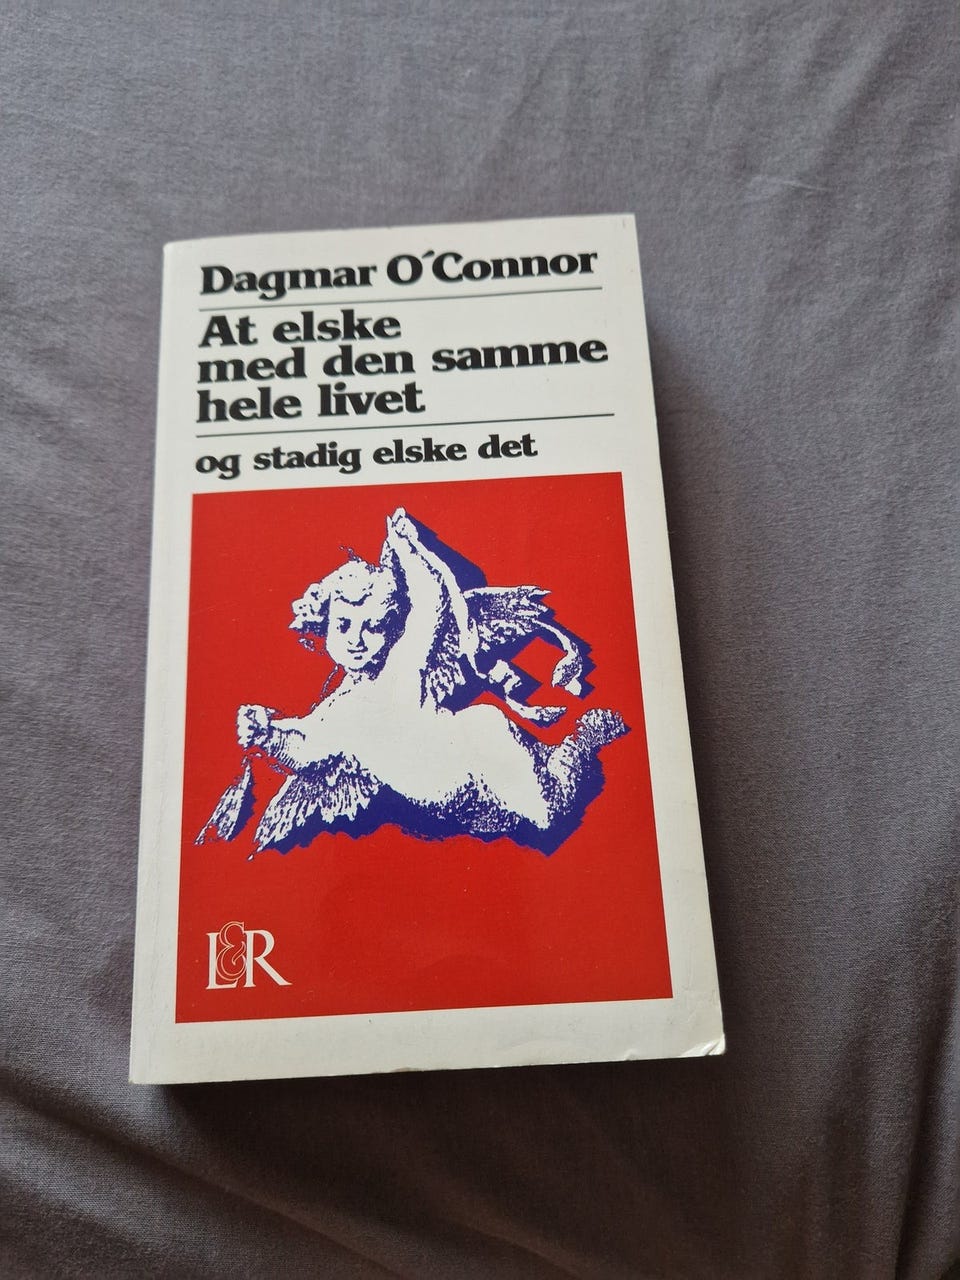 Dagmar O´Connor
At elske
med den samme
hele livet
og stadig elske det
L&R